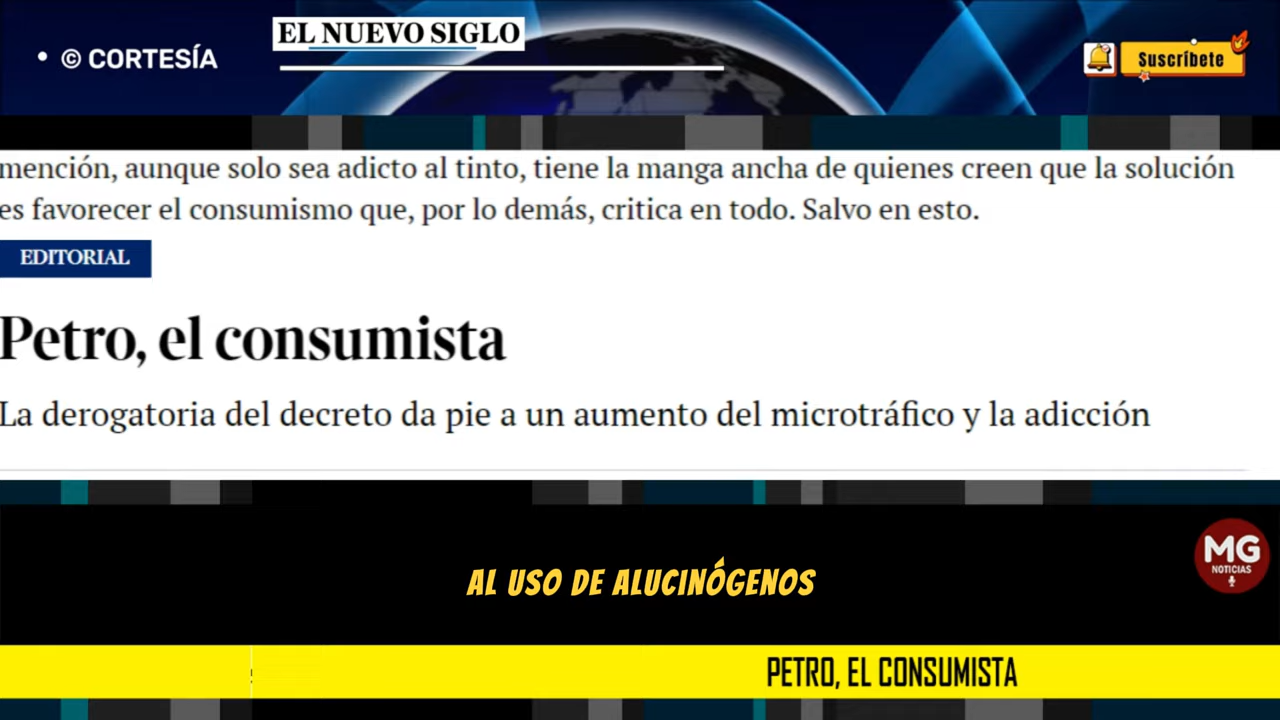 • © CORTESÍA
EL NUEVO SIGLO
Suscríbete
mención, aunque solo sea adicto al tinto, tiene la manga ancha de quienes creen que la solución
es favorecer el consumismo que, por lo demás, critica en todo. Salvo en esto.
EDITORIAL
Petro, el consumista
La derogatoria del decreto da pie a un aumento del microtráfico y la adicción
MG
NOTICIAS
AL USO DE ALUCINÓGENOS
PETRO, EL CONSUMISTA